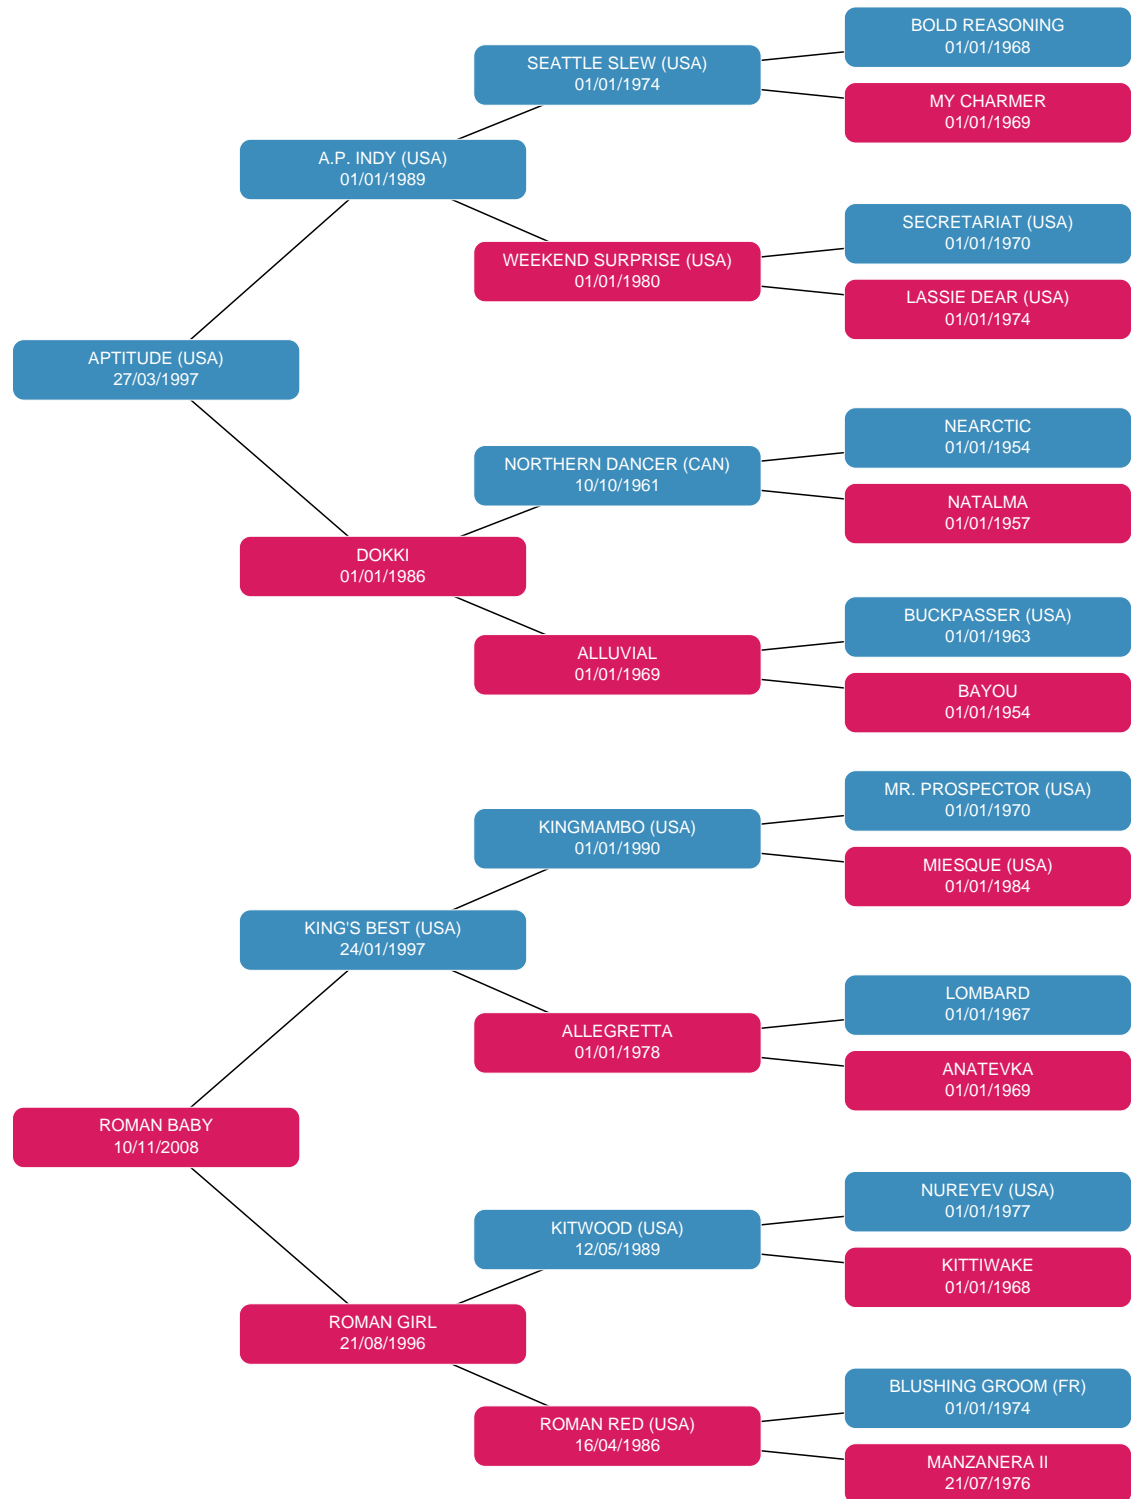 BOLD REASONING
01/01/1968
SEATTLE SLEW (USA)
01/01/1974
MY CHARMER
01/01/1969
A.P. INDY (USA)
01/01/1989
SECRETARIAT (USA)
01/01/1970
WEEKEND SURPRISE (USA)
01/01/1980
LASSIE DEAR (USA)
01/01/1974
APTITUDE (USA)
27/03/1997
NEARCTIC
01/01/1954
NORTHERN DANCER (CAN)
10/10/1961
NATALMA
01/01/1957
DOKKI
01/01/1986
BUCKPASSER (USA)
01/01/1963
ALLUVIAL
01/01/1969
BAYOU
01/01/1954
MR. PROSPECTOR (USA)
01/01/1970
KINGMAMBO (USA)
01/01/1990
MIESQUE (USA)
01/01/1984
KING'S BEST (USA)
24/01/1997
LOMBARD
01/01/1967
ALLEGRETTA
01/01/1978
ANATEVKA
01/01/1969
ROMAN BABY
10/11/2008
NUREYEV (USA)
01/01/1977
KITWOOD (USA)
12/05/1989
KITTIWAKE
01/01/1968
ROMAN GIRL
21/08/1996
BLUSHING GROOM (FR)
01/01/1974
ROMAN RED (USA)
16/04/1986
MANZANERA II
21/07/1976